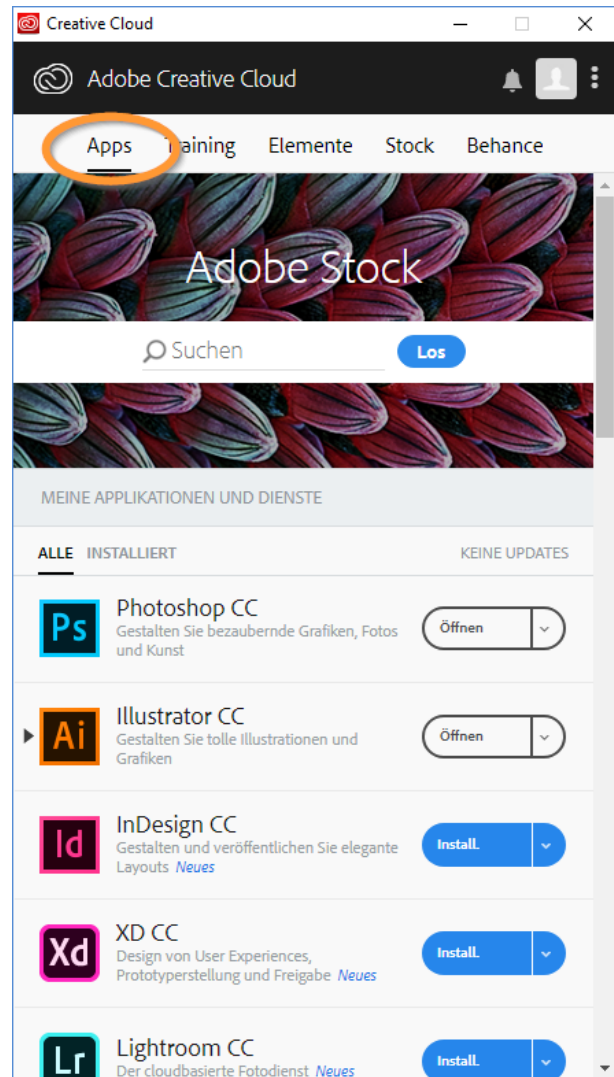 Creative Cloud
Adobe Creative Cloud
Apps Training Elemente Stock Behance
Adobe Stock
Suchen Los
MEINE APPLIKATIONEN UND DIENSTE
ALLE INSTALLIERT KEINE UPDATES
Ps Photoshop CC
Gestalten Sie bezaubernde Grafiken, Fotos
und Kunst
Öffnen
Ai Illustrator CC
Gestalten Sie tolle Illustrationen und
Grafiken
Öffnen
Id InDesign CC
Gestalten und veröffentlichen Sie elegante
Layouts Neues
Install.
Xd XD CC
Design von User Experiences,
Prototyperstellung und Freigabe Neues
Install.
Lr Lightroom CC
Der cloudbasierte Fotodienst Neues
Install.